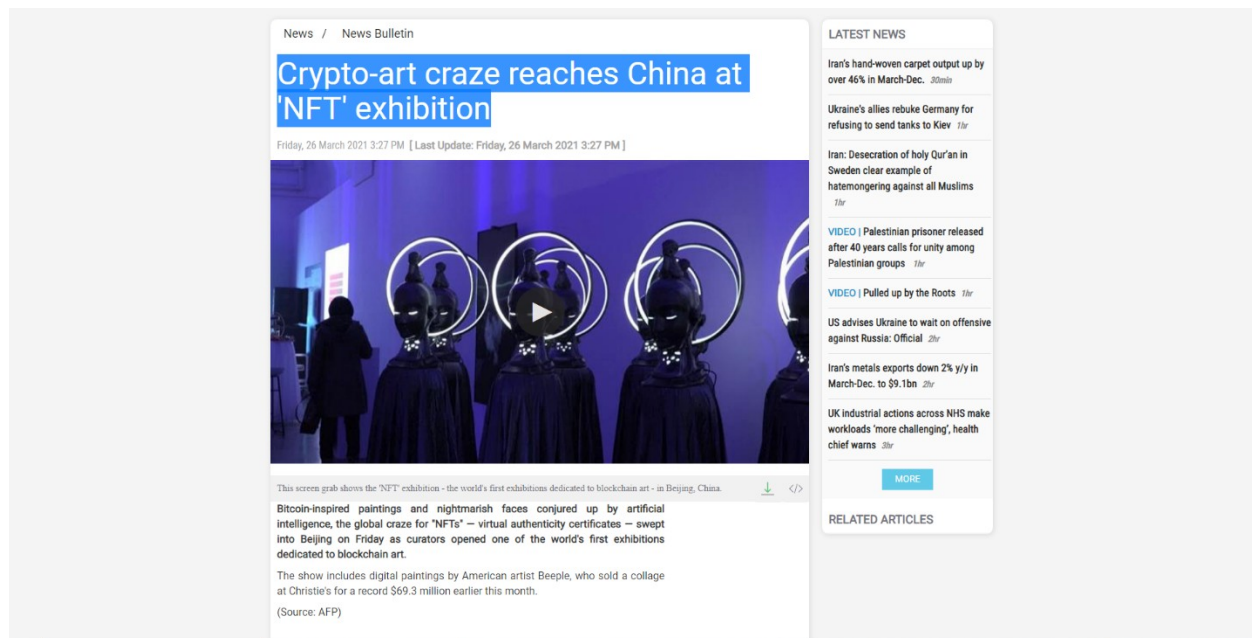 News / News Bulletin
Crypto-art craze reaches China at
'NFT' exhibition
Friday, 26 March 2021 3:27 PM [ Last Update: Friday, 26 March 2021 3:27 PM ]
This screen grab shows the 'NFT' exhibition - the world's first exhibitions dedicated to blockchain art - in Beijing, China.
</>
Bitcoin-inspired paintings and nightmarish faces conjured up by artificial
intelligence, the global craze for "NFTs" — virtual authenticity certificates — swept
into Beijing on Friday as curators opened one of the world's first exhibitions
dedicated to blockchain art.
The show includes digital paintings by American artist Beeple, who sold a collage
at Christie's for a record $69.3 million earlier this month.
(Source: AFP)
LATEST NEWS
Iran's hand-woven carpet output up by
over 46% in March-Dec. 30min
Ukraine's allies rebuke Germany for
refusing to send tanks to Kiev 1hr
Iran: Desecration of holy Qur'an in
Sweden clear example of
hatemongering against all Muslims
1hr
VIDEO | Palestinian prisoner released
after 40 years calls for unity among
Palestinian groups 1hr
VIDEO | Pulled up by the Roots 1hr
US advises Ukraine to wait on offensive
against Russia: Official 2hr
Iran's metals exports down 2% y/y in
March-Dec. to $9.1bn 2hr
UK industrial actions across NHS make
workloads 'more challenging', health
chief warns 3hr
MORE
RELATED ARTICLES